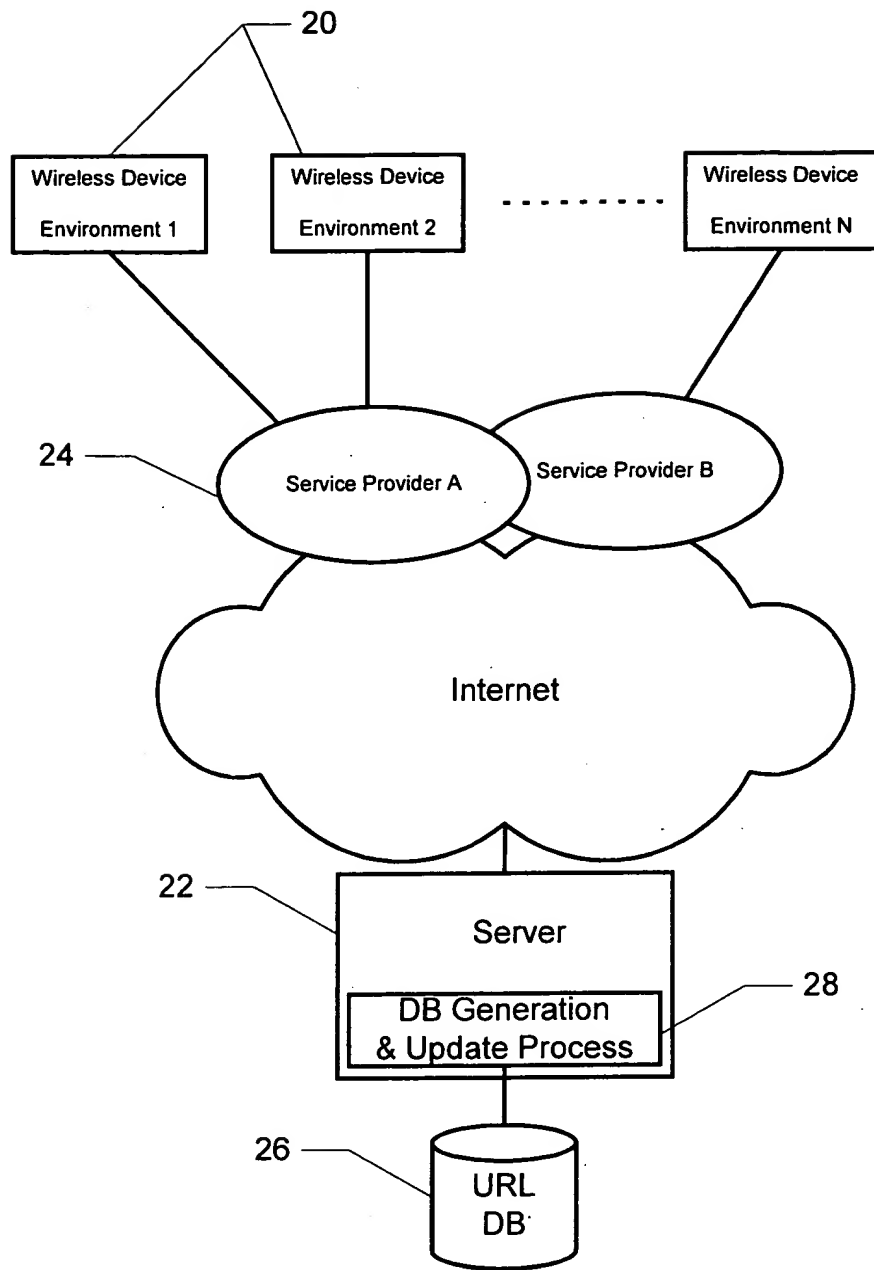 20
Wireless Device
Environment 1
Wireless Device
Environment 2
Wireless Device
Environment N
24
Service Provider A
Service Provider B
Internet
22
Server
28
DB Generation
& Update Process
26
URL
DB